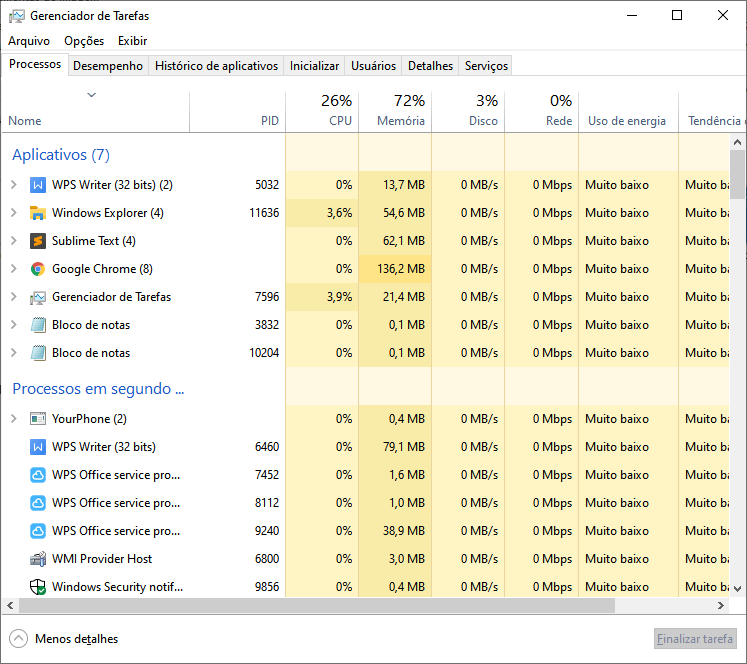 Gerenciador de Tarefas
Arquivo Opções Exibir
Processos Desempenho Histórico de aplicativos Inicializar Usuários Detalhes Serviços
26% 72% 3% 0%
Nome PID CPU Memória Disco Rede Uso de energia Tendência
Aplicativos (7)
WPS Writer (32 bits) (2) 5032 0% 13,7 MB 0 MB/s 0 Mbps Muito baixo Muito ba
Windows Explorer (4) 11636 3,6% 54,6 MB 0 MB/s 0 Mbps Muito baixo Muito ba
Sublime Text (4) 0% 62,1 MB 0 MB/s 0 Mbps Muito baixo Muito ba
Google Chrome (8) 0% 136,2 MB 0 MB/s 0 Mbps Muito baixo Muito ba
Gerenciador de Tarefas 7596 3,9% 21,4 MB 0 MB/s 0 Mbps Muito baixo Muito ba
Bloco de notas 3832 0% 0,1 MB 0 MB/s 0 Mbps Muito baixo Muito ba
Bloco de notas 10204 0% 0,1 MB 0 MB/s 0 Mbps Muito baixo Muito ba
Processos em segundo ...
YourPhone (2) 0% 0,4 MB 0 MB/s 0 Mbps Muito baixo Muito ba
WPS Writer (32 bits) 6460 0% 79,1 MB 0 MB/s 0 Mbps Muito baixo Muito ba
WPS Office service pro... 7452 0% 1,6 MB 0 MB/s 0 Mbps Muito baixo Muito ba
WPS Office service pro... 8112 0% 1,0 MB 0 MB/s 0 Mbps Muito baixo Muito ba
WPS Office service pro... 9240 0% 38,9 MB 0 MB/s 0 Mbps Muito baixo Muito ba
WMI Provider Host 6800 0% 3,0 MB 0 MB/s 0 Mbps Muito baixo Muito ba
Windows Security notif... 9856 0% 0,4 MB 0 MB/s 0 Mbps Muito baixo Muito ba
Menos detalhes Finalizar tarefa